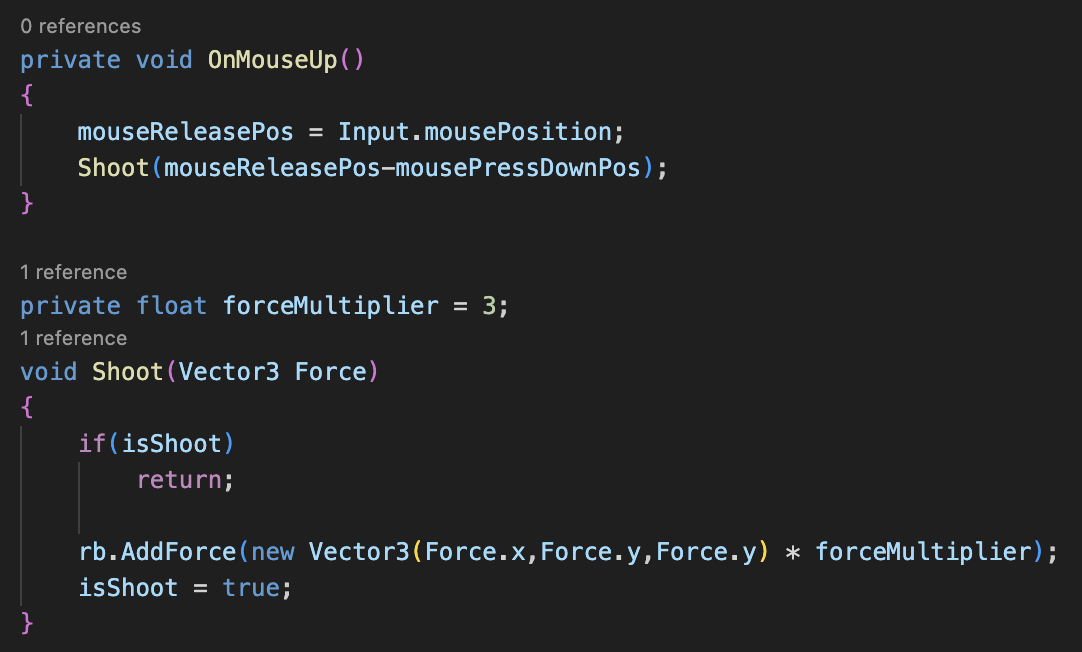 0 references
private void OnMouseUp()
{
    mouseReleasePos = Input.mousePosition;
    Shoot(mouseReleasePos-mousePressDownPos);
}

1 reference
private float forceMultiplier = 3;
1 reference
void Shoot(Vector3 Force)
{
    if(isShoot)
        return;

    rb.AddForce(new Vector3(Force.x,Force.y,Force.y) * forceMultiplier);
    isShoot = true;
}